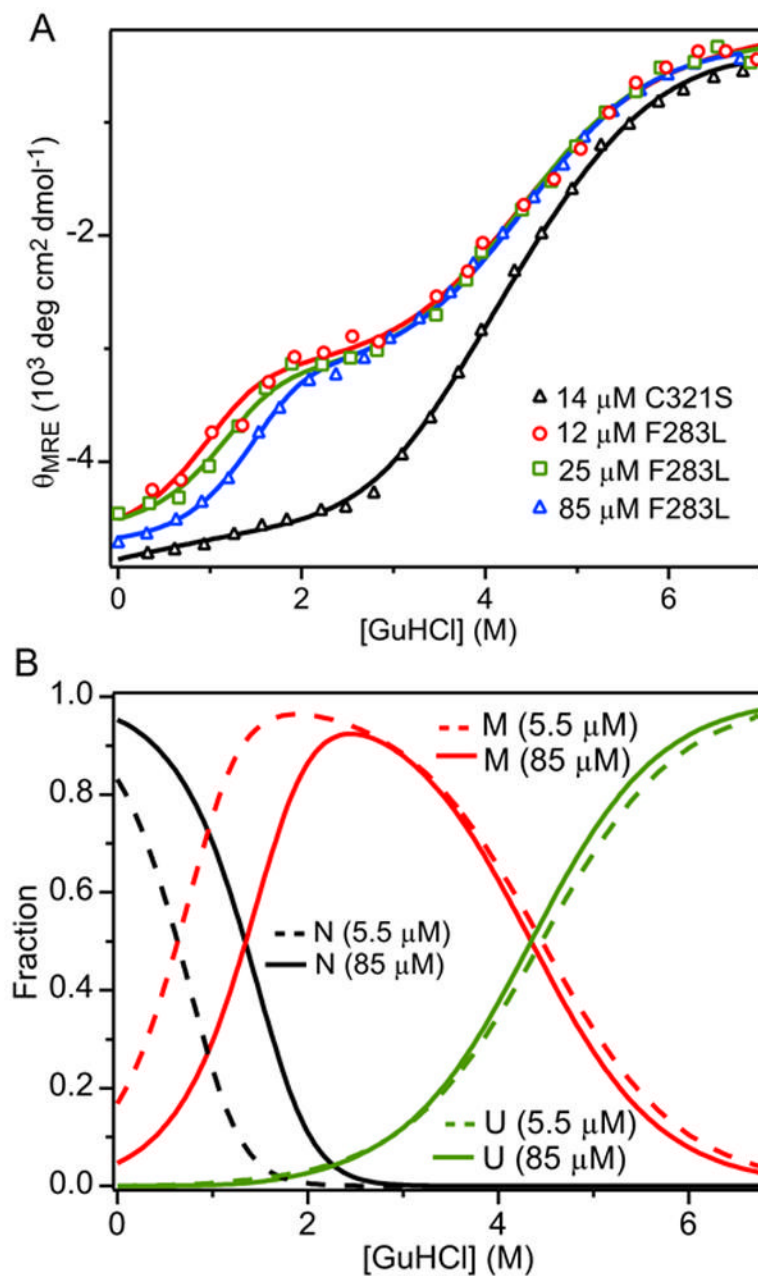 A
-2
-4
θMRE (10³ deg cm² dmol⁻¹)
14 μM C321S
12 μM F283L
25 μM F283L
85 μM F283L
0 2 4 6
[GuHCl] (M)
B
1.0
0.8
0.6
0.4
0.2
0.0
Fraction
M (5.5 μM)
M (85 μM)
N (5.5 μM)
N (85 μM)
U (5.5 μM)
U (85 μM)
0 2 4 6
[GuHCl] (M)